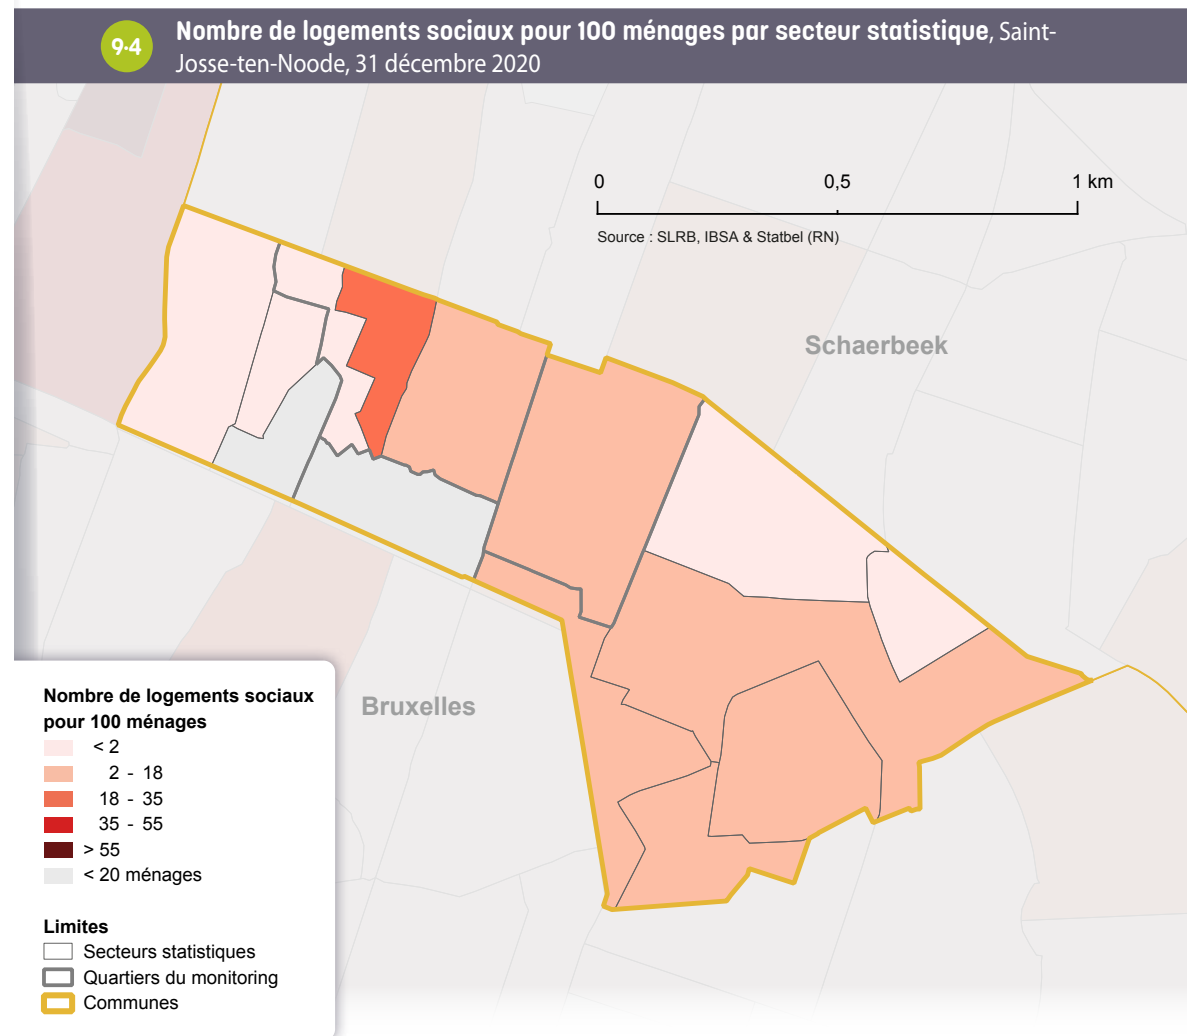 9·4
Nombre de logements sociaux pour 100 ménages par secteur statistique, Saint-
Josse-ten-Noode, 31 décembre 2020
0 0,5 1 km
Source : SLRB, IBSA & Statbel (RN)
Schaerbeek
Bruxelles
Nombre de logements sociaux
pour 100 ménages
< 2
2 - 18
18 - 35
35 - 55
> 55
< 20 ménages
Limites
Secteurs statistiques
Quartiers du monitoring
Communes